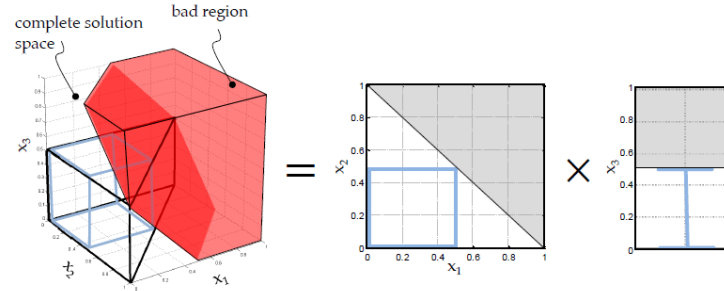 complete solution
space
bad region
x₃
x₂
x₁
=
x₂
1
0.8
0.6
0.4
0.2
0
0 0.2 0.4 0.6 0.8 1
x₁
×
x₃
1
0.8
0.6
0.4
0.2
0